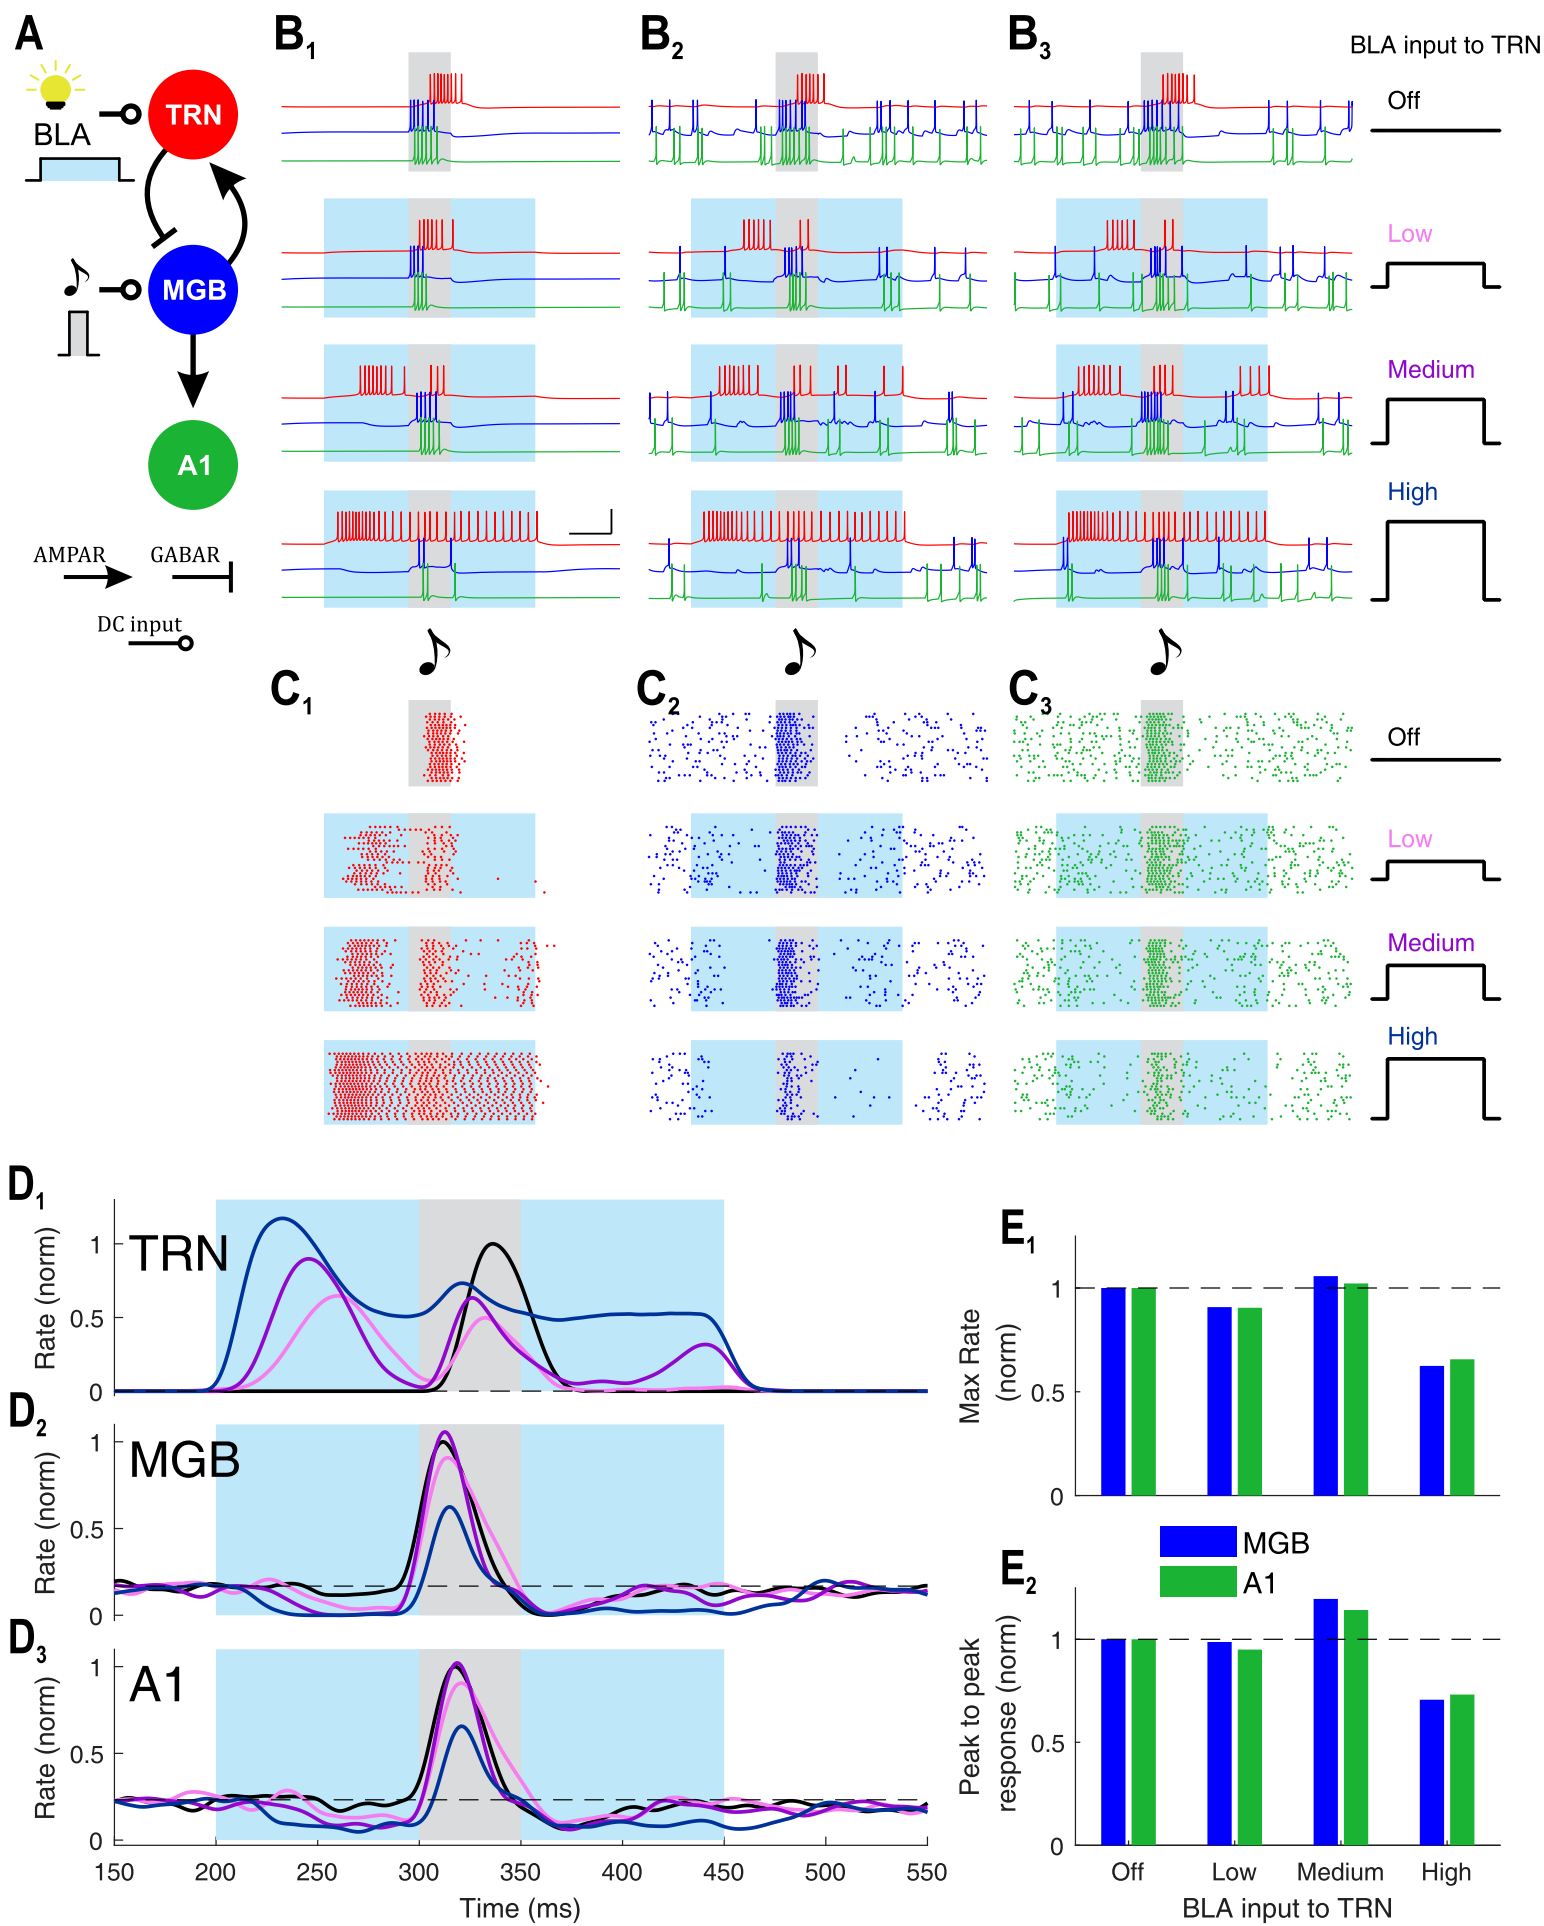 A
BLA
TRN
MGB
A1
AMPAR
GABAR
DC input
B1
B2
B3
BLA input to TRN
Off
Low
Medium
High
C1
C2
C3
Off
Low
Medium
High
D1
TRN
Rate (norm)
1
0.5
0
D2
MGB
Rate (norm)
1
0.5
0
D3
A1
Rate (norm)
1
0.5
0
150 200 250 300 350 400 450 500 550
Time (ms)
E1
Max Rate
(norm)
1
0.5
0
MGB
A1
E2
Peak to peak
response (norm)
1
0.5
0
Off Low Medium High
BLA input to TRN